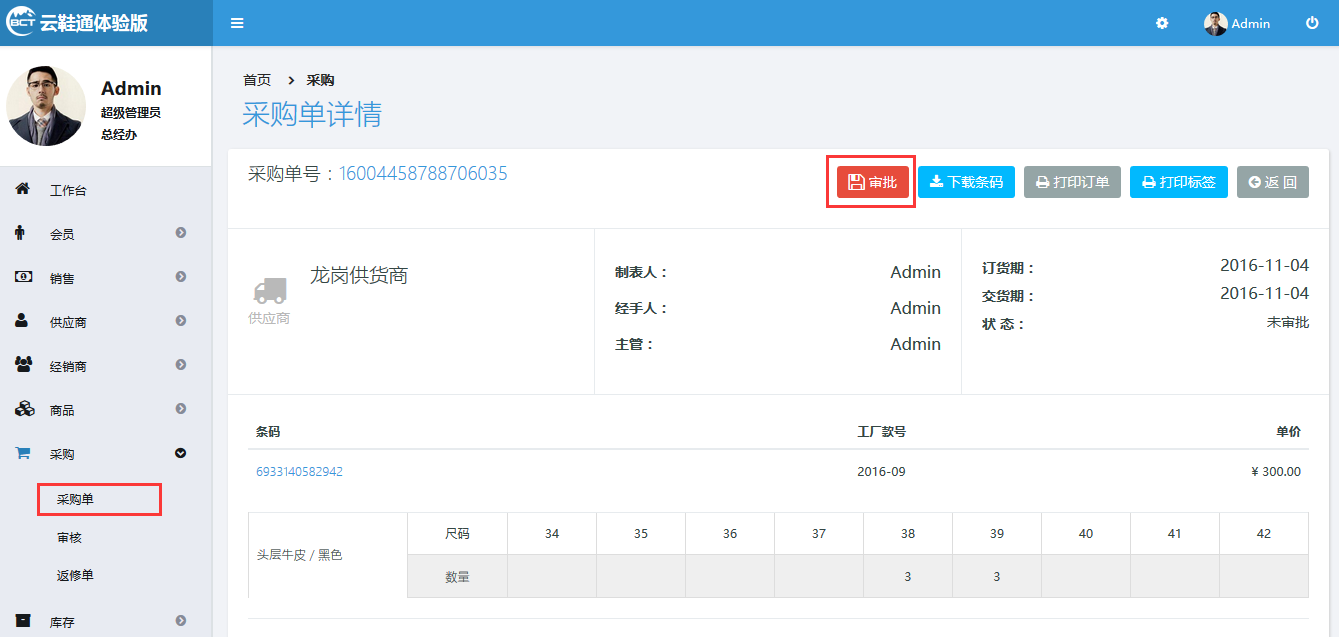 BCT 云鞋通体验版
Admin
Admin
超级管理员
总经办
工作台
会员
销售
供应商
经销商
商品
采购
采购单
审核
返修单
库存
首页 > 采购
采购单详情
采购单号：16004458788706035
审批 下载条码 打印订单 打印标签 返 回
龙岗供货商
供应商
制表人： Admin
经手人： Admin
主管： Admin
订货期： 2016-11-04
交货期： 2016-11-04
状 态： 未审批
条码 工厂款号 单价
6933140582942 2016-09 ¥ 300.00
头层牛皮 / 黑色
尺码 34 35 36 37 38 39 40 41 42
数量 3 3